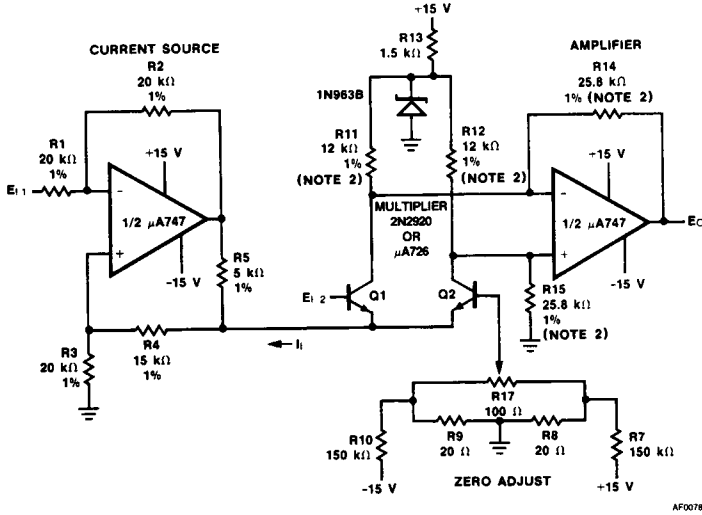 +15 V
R13
1.5 kΩ
CURRENT SOURCE
AMPLIFIER
R2
20 kΩ
1%
R14
25.8 kΩ
1% (NOTE 2)
1N963B
R1
20 kΩ
1%
+15 V
R11
12 kΩ
1%
(NOTE 2)
R12
12 kΩ
1%
(NOTE 2)
+15 V
E I 1
−
1/2 μA747
+
MULTIPLIER
2N2920
OR
μA726
−
1/2 μA747
+
E O
-15 V
R5
5 kΩ
1%
-15 V
E I 2
Q1
Q2
R15
25.8 kΩ
1%
(NOTE 2)
R3
20 kΩ
1%
R4
15 kΩ
1%
← I I
R17
100 Ω
R10
150 kΩ
R9
20 Ω
R8
20 Ω
R7
150 kΩ
-15 V
ZERO ADJUST
+15 V
AF0078